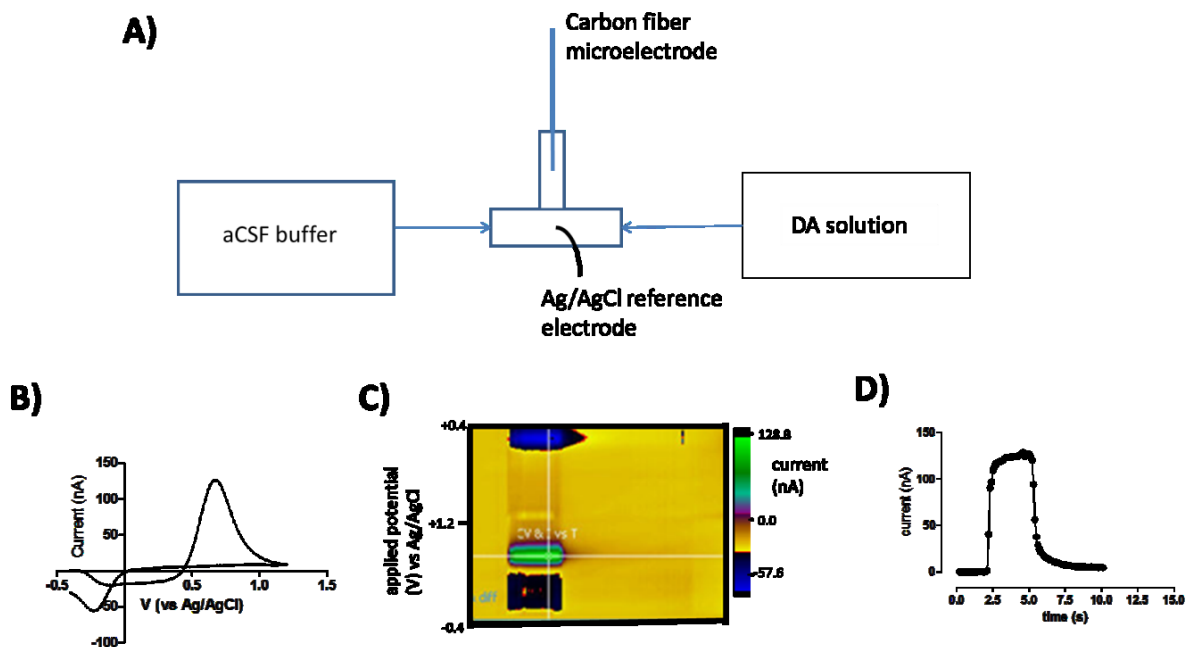 A)
Carbon fiber
microelectrode
aCSF buffer
DA solution
Ag/AgCl reference
electrode
B)
Current (nA)
150
100
50
-50
-100
-0.5
0.5
1.0
1.5
V (vs Ag/AgCl)
C)
applied potential
(V) vs Ag/AgCl
+0.4
+1.2
-0.4
CV & vs T
dff
128.8
current
(nA)
0.0
-57.6
D)
current (nA)
150
100
50
0
0.0
2.5
5.0
7.5
10.0
12.5
15.0
time (s)